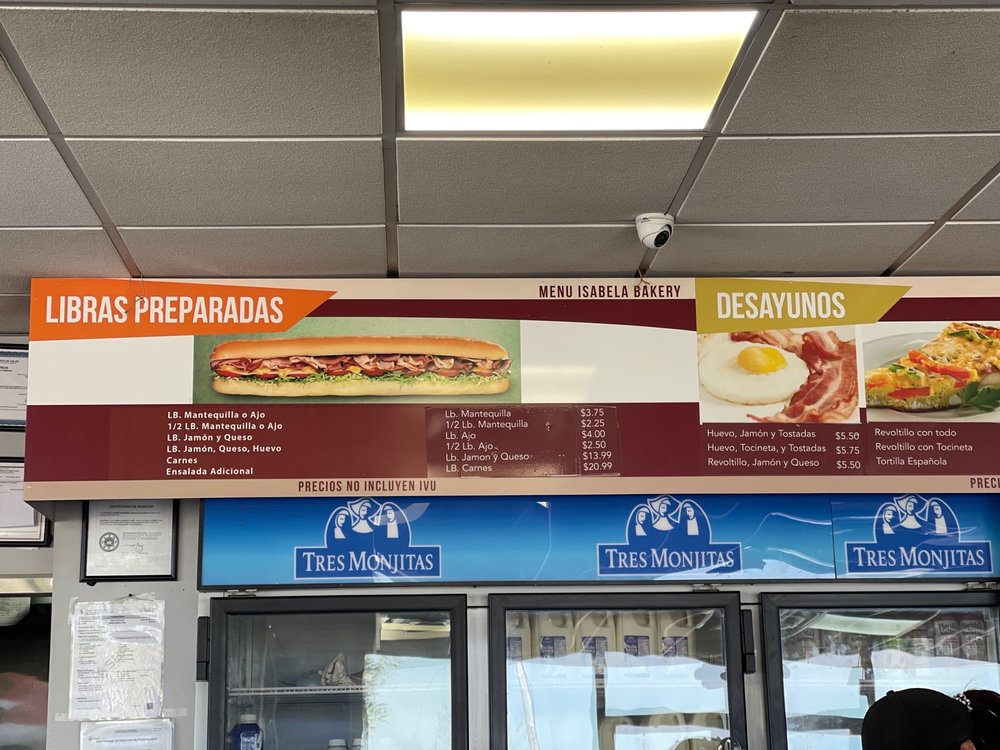 LIBRAS PREPARADAS
MENU ISABELA BAKERY
DESAYUNOS
LB. Mantequilla o Ajo
1/2 LB. Mantequilla o Ajo
LB. Jamón y Queso
LB. Jamón, Queso, Huevo
Carnes
Ensalada Adicional
Lb. Mantequilla $3.75
1/2 Lb. Mantequilla $2.25
Lb. Ajo $4.00
1/2 Lb. Ajo $2.50
Lb. Jamon y Queso $13.99
LB. Carnes $20.99
Huevo, Jamón y Tostadas $5.50
Huevo, Tocineta, y Tostadas $5.75
Revoltillo, Jamón y Queso $5.50
Revoltillo con todo
Revoltillo con Tocineta
Tortilla Española
PRECIOS NO INCLUYEN IVU
TRES MONJITAS
TRES MONJITAS
TRES MONJITAS